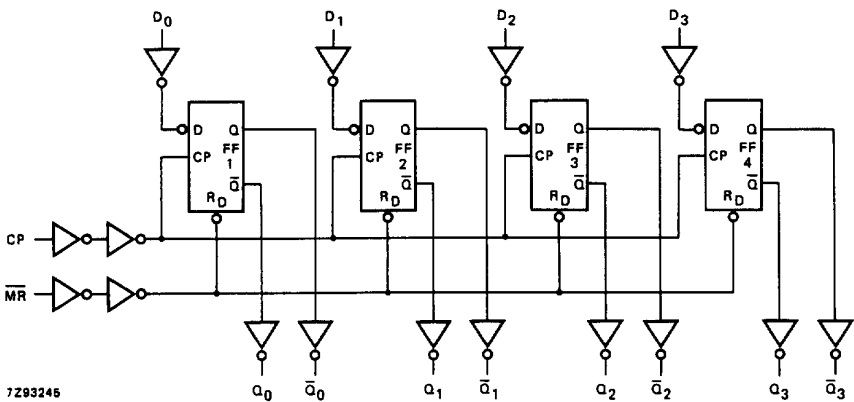 D0 D1 D2 D3
D Q D Q D Q D Q
FF FF FF FF
CP 1 CP 2 CP 3 CP 4
Q̅ Q̅ Q̅ Q̅
RD RD RD RD
CP
M̅R̅
7Z93245
Q0 Q̅0 Q1 Q̅1 Q2 Q̅2 Q3 Q̅3